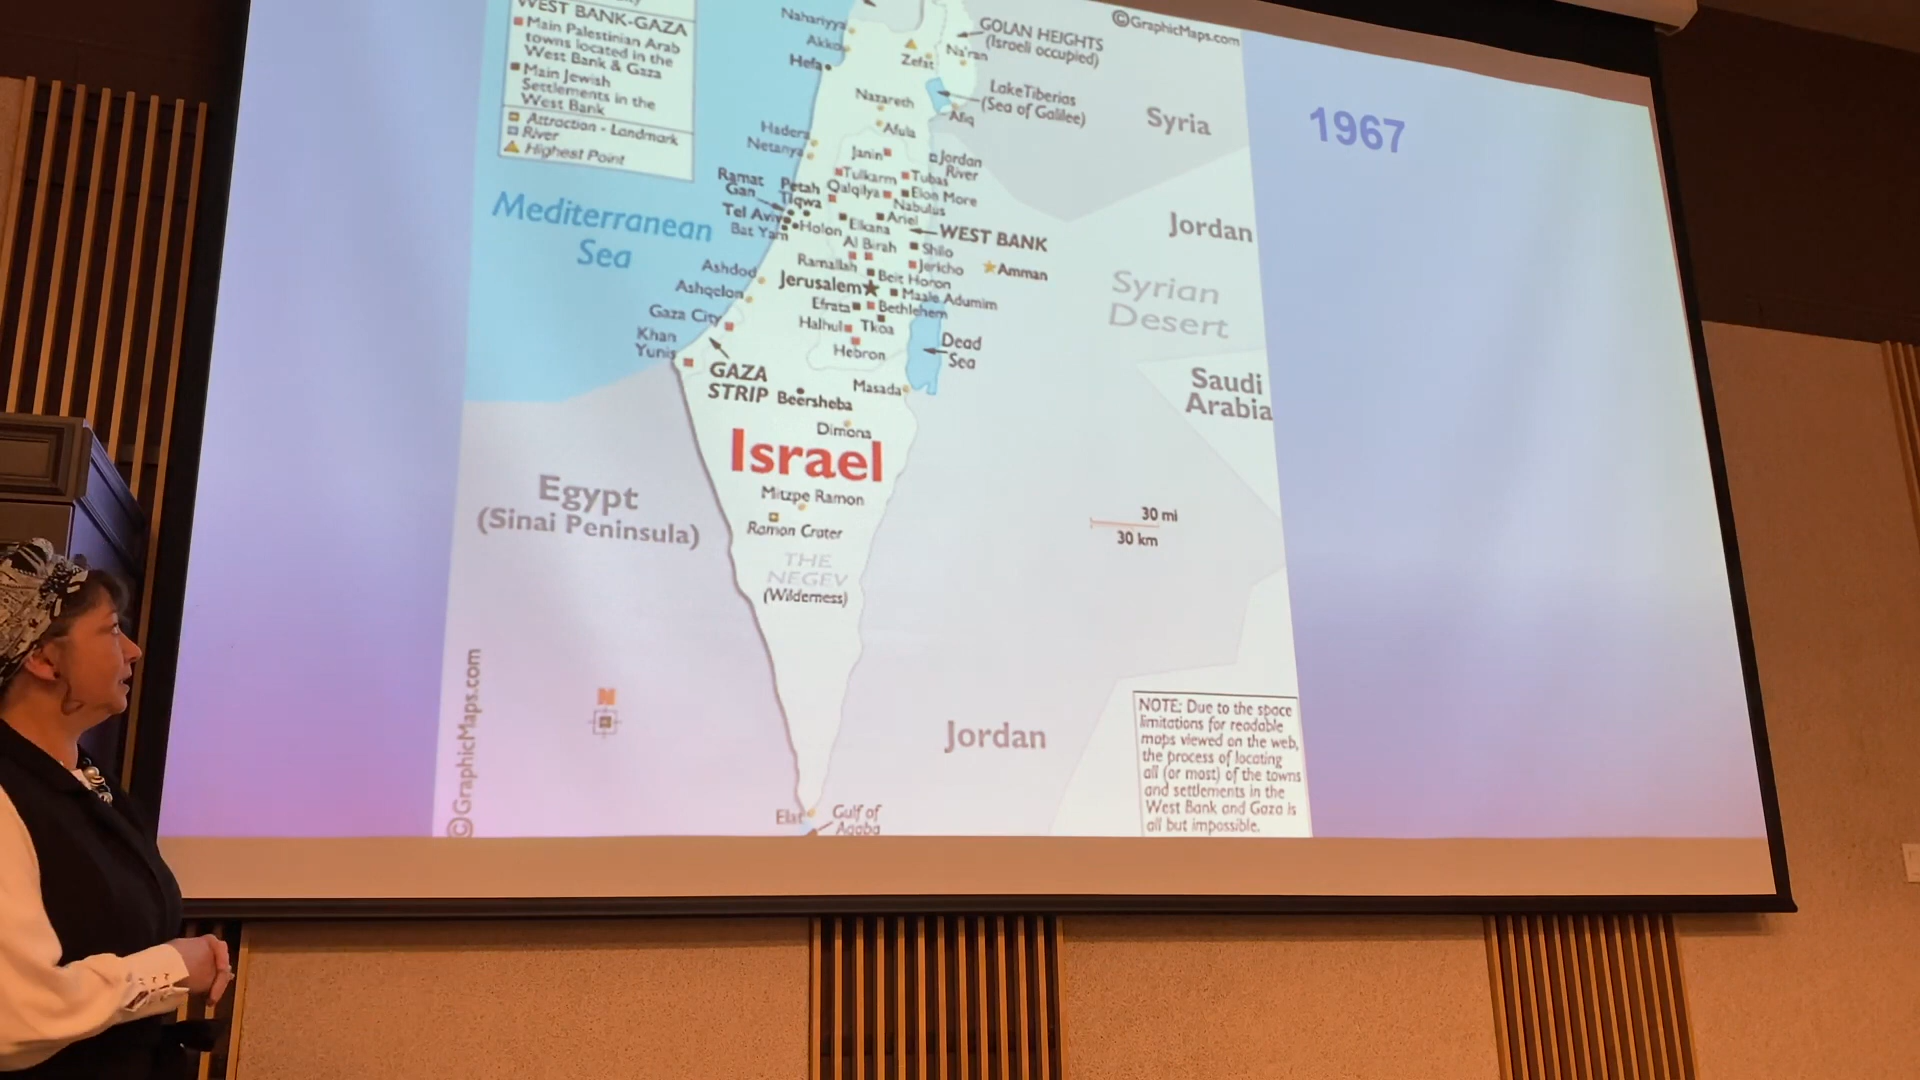 WEST BANK-GAZA
Main Palestinian Arab
towns located in the
West Bank & Gaza
Main Jewish
Settlements in the
West Bank
Attraction - Landmark
River
Highest Point
©GraphicMaps.com
1967
Nahariyya
Akko
Hefa
Zefat
Na'ran
GOLAN HEIGHTS
(Israeli occupied)
Lake Tiberias
(Sea of Galilee)
Afiq
Nazareth
Afula
Syria
Hadera
Netanya
Janin
Jordan
River
Tulkarm
Tubas
Qalqilya
Elon More
Nabulus
Ramat
Gan
Petah
Tiqwa
Tel Aviv
Bat Yam
Holon
Elkana
Ariel
WEST BANK
Al Birah
Shilo
Ramallah
Jericho
Amman
Beit Horon
Jordan
Mediterranean
Sea
Ashdod
Ashqelon
Jerusalem
Maale Adumim
Efrata
Bethlehem
Gaza City
Halhul
Tkoa
Khan
Yunis
Hebron
Dead
Sea
Syrian
Desert
GAZA
STRIP
Beersheba
Masada
Saudi
Arabia
Dimona
Israel
Egypt
(Sinai Peninsula)
Mitzpe Ramon
Ramon Crater
30 mi
30 km
THE
NEGEV
(Wilderness)
N
Jordan
©GraphicMaps.com
NOTE: Due to the space
limitations for readable
maps viewed on the web,
the process of locating
all (or most) of the towns
and settlements in the
West Bank and Gaza is
all but impossible.
Elat
Gulf of
Aqaba